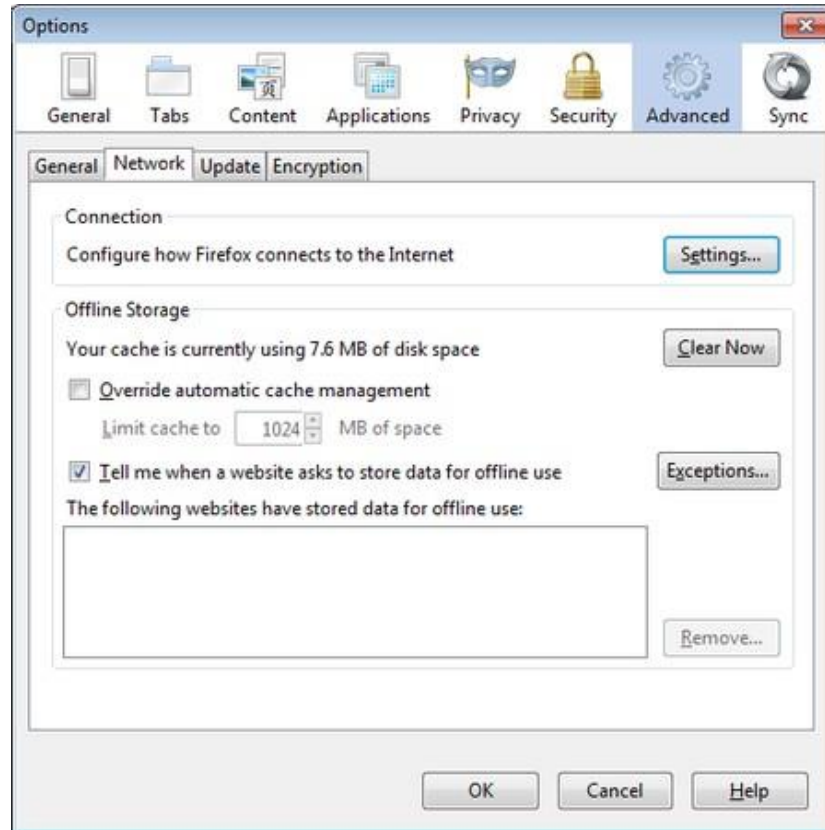 Options
General Tabs Content Applications Privacy Security Advanced Sync
General Network Update Encryption
Connection
Configure how Firefox connects to the Internet Settings...
Offline Storage
Your cache is currently using 7.6 MB of disk space Clear Now
Override automatic cache management
Limit cache to 1024 MB of space
Tell me when a website asks to store data for offline use Exceptions...
The following websites have stored data for offline use:
Remove...
OK Cancel Help